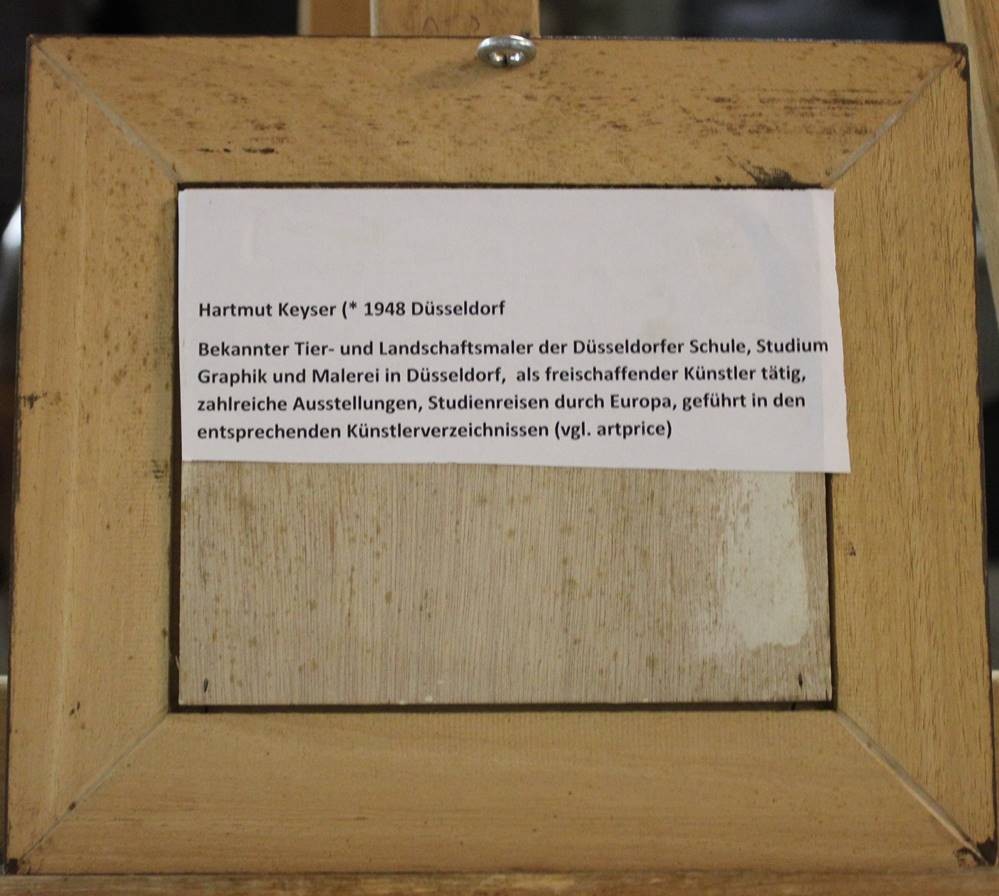 Hartmut Keyser (* 1948 Düsseldorf
Bekannter Tier- und Landschaftsmaler der Düsseldorfer Schule, Studium
Graphik und Malerei in Düsseldorf, als freischaffender Künstler tätig,
zahlreiche Ausstellungen, Studienreisen durch Europa, geführt in den
entsprechenden Künstlerverzeichnissen (vgl. artprice)